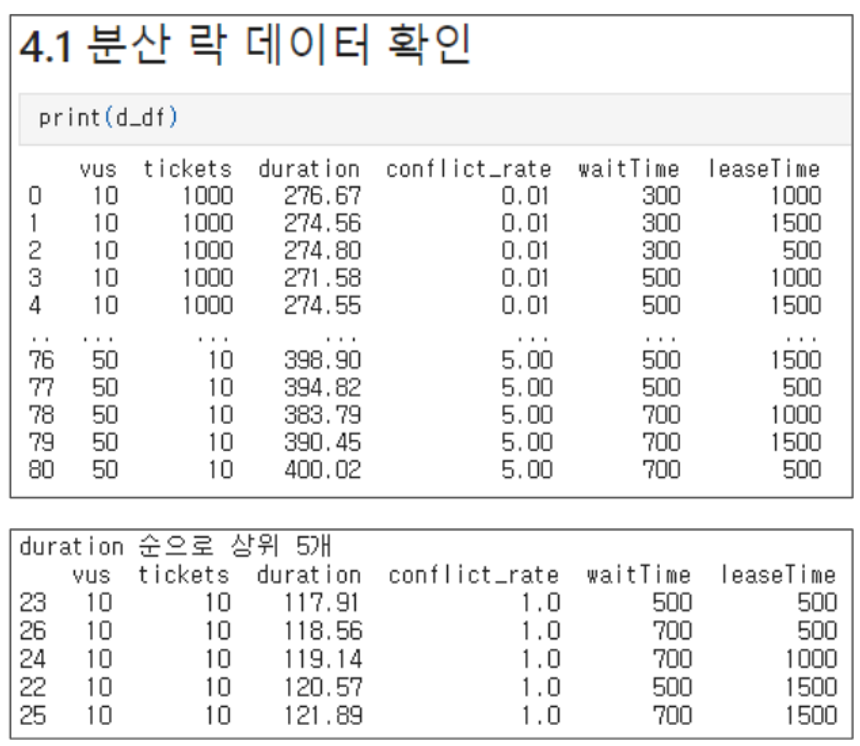 4.1 분산 락 데이터 확인
print(d_df)
vus tickets duration conflict_rate waitTime leaseTime
0 10 1000 276.67 0.01 300 1000
1 10 1000 274.56 0.01 300 1500
2 10 1000 274.80 0.01 300 500
3 10 1000 271.58 0.01 500 1000
4 10 1000 274.55 0.01 500 1500
.. ... ... ... ... ... ...
76 50 10 398.90 5.00 500 1500
77 50 10 394.82 5.00 500 500
78 50 10 383.79 5.00 700 1000
79 50 10 390.45 5.00 700 1500
80 50 10 400.02 5.00 700 500
duration 순으로 상위 5개
vus tickets duration conflict_rate waitTime leaseTime
23 10 10 117.91 1.0 500 500
26 10 10 118.56 1.0 700 500
24 10 10 119.14 1.0 700 1000
22 10 10 120.57 1.0 500 1500
25 10 10 121.89 1.0 700 1500